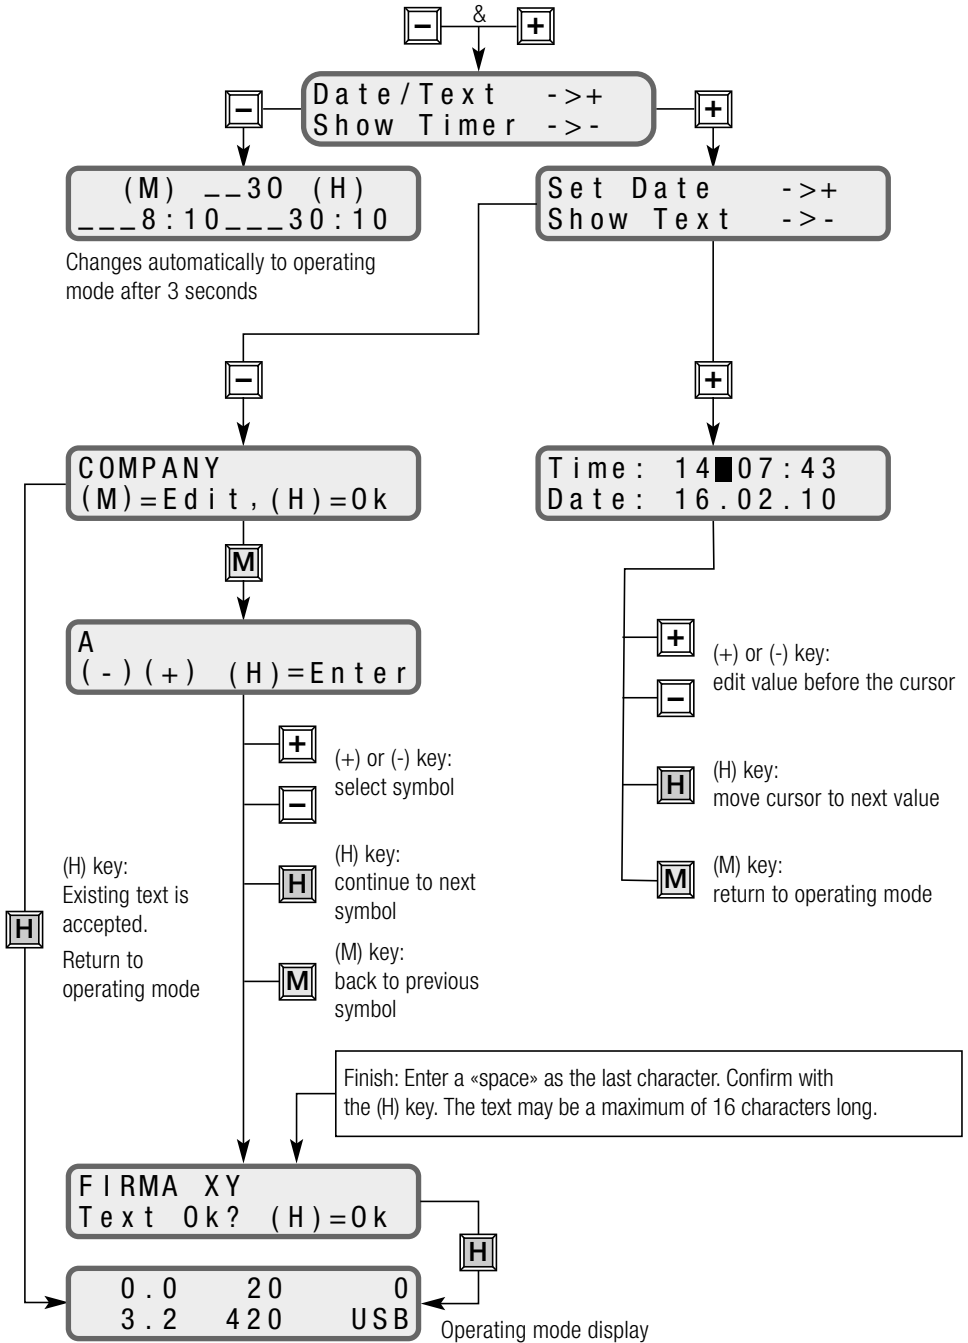 − & +
Date/Text ->+
Show Timer ->-
−
+
(M) __30 (H)
___8:10___30:10
Changes automatically to operating
mode after 3 seconds
Set Date ->+
Show Text ->-
−
+
COMPANY
(M)=Edit,(H)=Ok
Time: 14█07:43
Date: 16.02.10
M
A
(-)(+) (H)=Enter
+
−
(+) or (-) key:
select symbol
H
(H) key:
continue to next
symbol
M
(M) key:
back to previous
symbol
+
−
(+) or (-) key:
edit value before the cursor
H
(H) key:
move cursor to next value
M
(M) key:
return to operating mode
H
(H) key:
Existing text is
accepted.
Return to
operating mode
Finish: Enter a «space» as the last character. Confirm with
the (H) key. The text may be a maximum of 16 characters long.
FIRMA XY
Text Ok? (H)=Ok
H
0.0 20 0
3.2 420 USB
Operating mode display